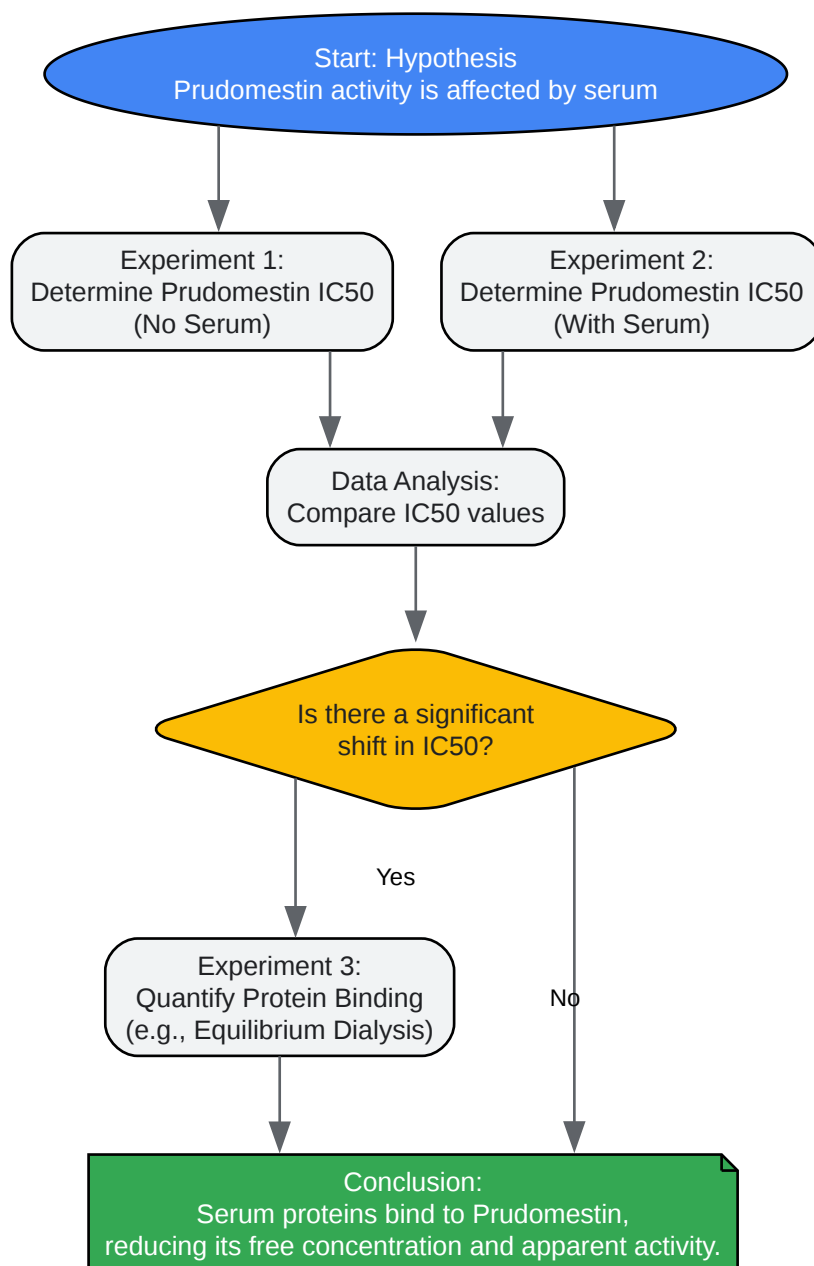 Start: Hypothesis
Prudomestin activity is affected by serum
Experiment 1:
Determine Prudomestin IC50
(No Serum)
Experiment 2:
Determine Prudomestin IC50
(With Serum)
Data Analysis:
Compare IC50 values
Is there a significant
shift in IC50?
Yes
Experiment 3:
Quantify Protein Binding
(e.g., Equilibrium Dialysis)
No
Conclusion:
Serum proteins bind to Prudomestin,
reducing its free concentration and apparent activity.